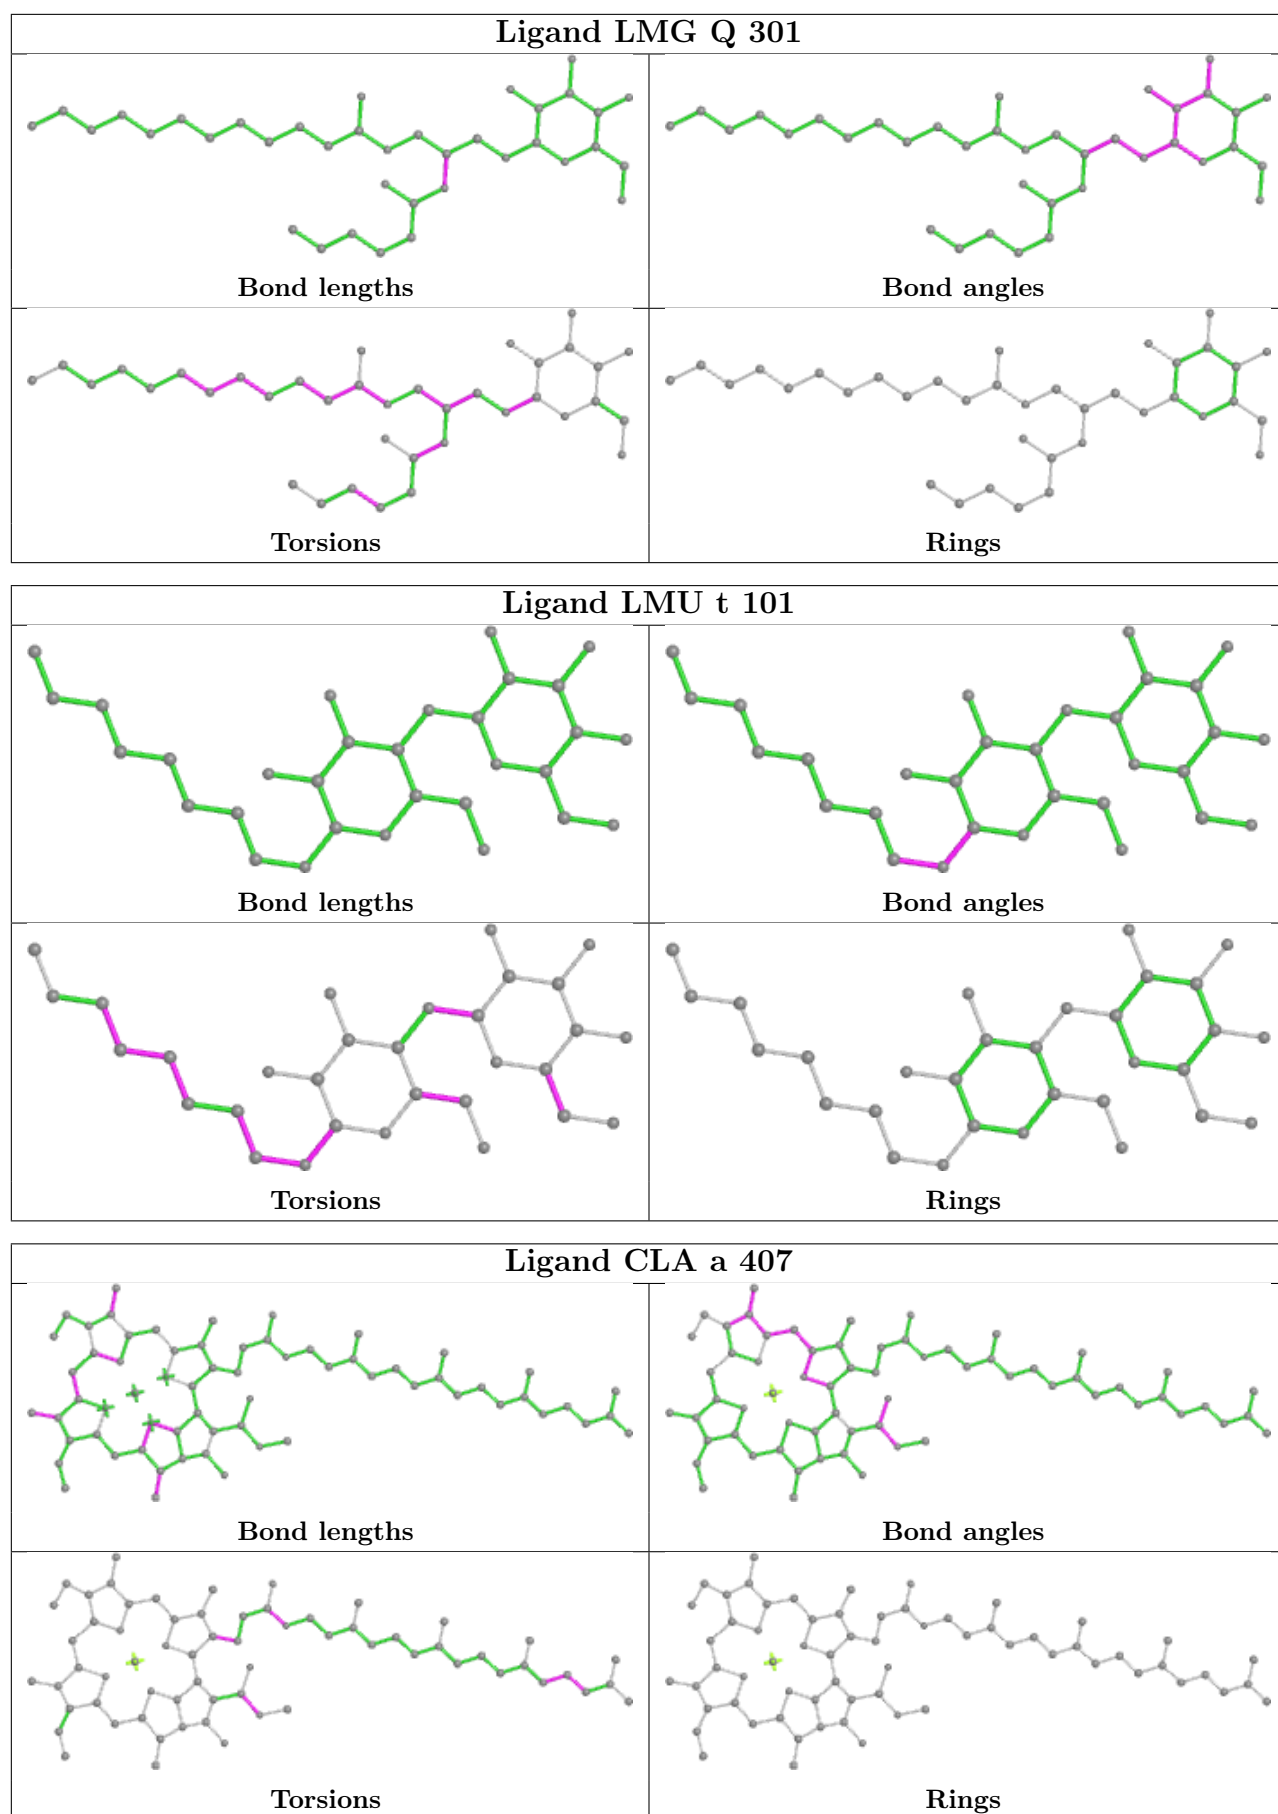 Ligand LMG Q 301
Bond lengths
Bond angles
Torsions
Rings
Ligand LMU t 101
Bond lengths
Bond angles
Torsions
Rings
Ligand CLA a 407
Bond lengths
Bond angles
Torsions
Rings